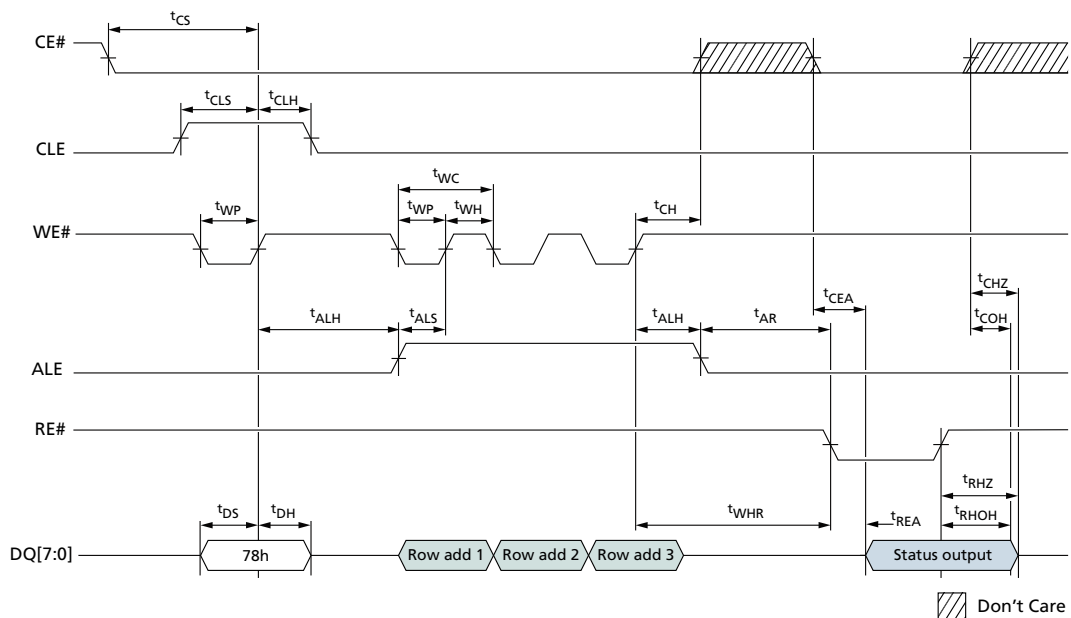 tCS
CE#
tCLS tCLH
CLE
tWC
tWP tWP tWH tCH
WE#
tCEA tCHZ
tALH tALS tALH tAR tCOH
ALE
RE#
tRHZ
tDS tDH tWHR tREA tRHOH
DQ[7:0] 78h Row add 1 Row add 2 Row add 3 Status output
Don't Care